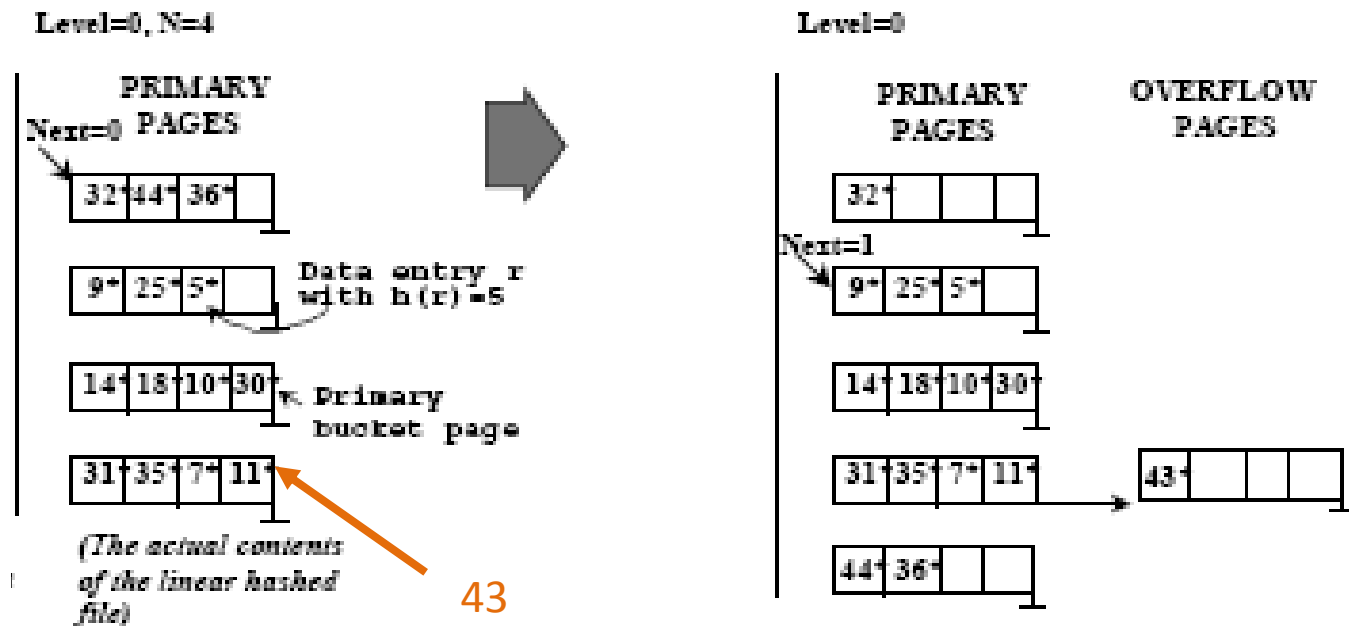 Level=0, N=4
PRIMARY
PAGES
Next=0
32* 44* 36*
9* 25* 5*
Data entry r
with h(r)=5
14* 18* 10* 30*
Primary
bucket page
31* 35* 7* 11*
(The actual contents
of the linear hashed
file)
43
Level=0
PRIMARY
PAGES
OVERFLOW
PAGES
32*
Next=1
9* 25* 5*
14* 18* 10* 30*
31* 35* 7* 11*
43*
44* 36*